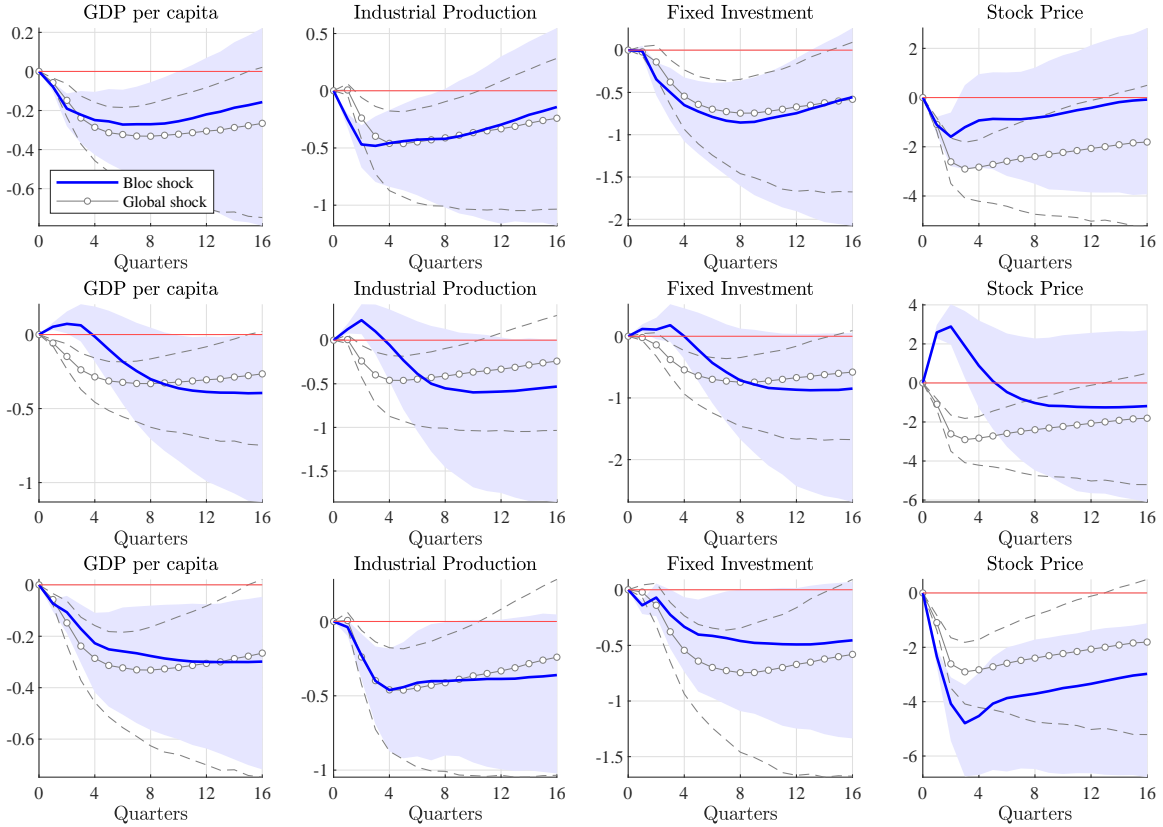 GDP per capita Industrial Production Fixed Investment Stock Price
0.2 0.5 0 2
0 0 -0.5 0
-0.2 -0.5 -1 -2
-0.4 -1 -1.5 -4
-0.6 -2
Bloc shock
Global shock
0 4 8 12 16 0 4 8 12 16 0 4 8 12 16 0 4 8 12 16
Quarters Quarters Quarters Quarters
GDP per capita Industrial Production Fixed Investment Stock Price
0 0 0 4
-0.5 -0.5 -1 2
-1 -1 -2 0
-1.5 -2
-4
-6
0 4 8 12 16 0 4 8 12 16 0 4 8 12 16 0 4 8 12 16
Quarters Quarters Quarters Quarters
GDP per capita Industrial Production Fixed Investment Stock Price
0 0 0 0
-0.2 -0.5 -0.5 -2
-0.4 -1 -1 -4
-0.6 -1.5 -6
0 4 8 12 16 0 4 8 12 16 0 4 8 12 16 0 4 8 12 16
Quarters Quarters Quarters Quarters